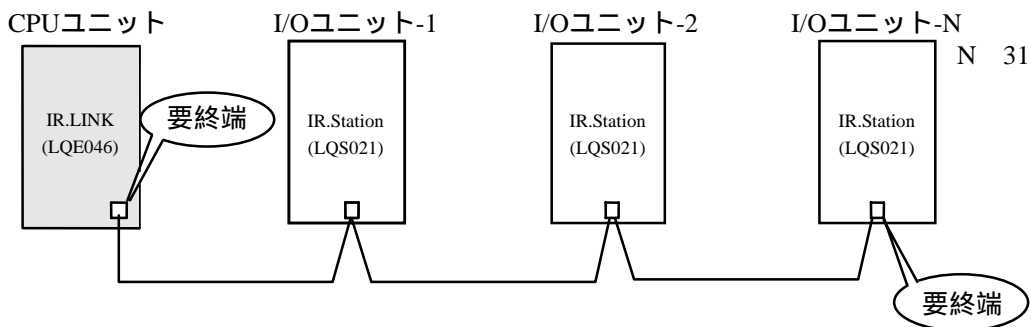 CPUユニット
I/Oユニット-1
I/Oユニット-2
I/Oユニット-N
N 31
IR.LINK
(LQE046)
要終端
IR.Station
(LQS021)
IR.Station
(LQS021)
IR.Station
(LQS021)
要終端